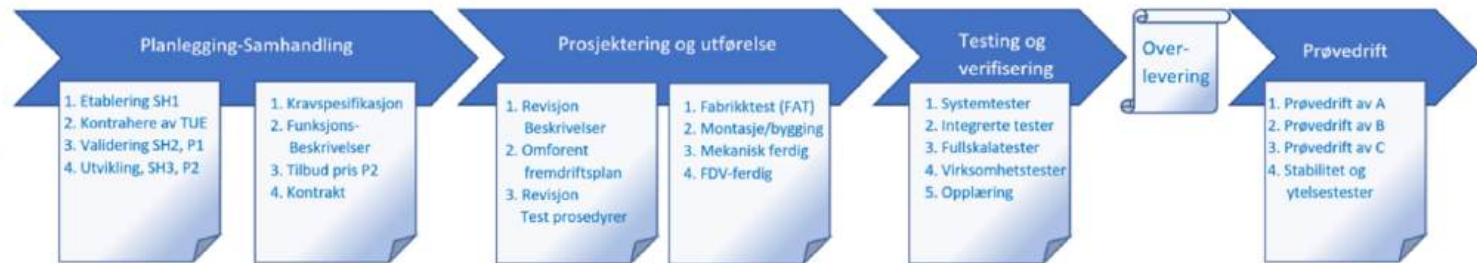 Planlegging-Samhandling
1. Etablering SH1
2. Kontrahere av TUE
3. Validering SH2, P1
4. Utvikling, SH3, P2
1. Kravspesifikasjon
2. Funksjons-
Beskrivelser
3. Tilbud pris P2
4. Kontrakt
Prosjektering og utførelse
1. Revisjon
Beskrivelser
2. Omforent
fremdriftsplan
3. Revisjon
Test prosedyrer
1. Fabrikktest (FAT)
2. Montasje/bygging
3. Mekanisk ferdig
4. FDV-ferdig
Testing og
verifisering
1. Systemtester
2. Integrerte tester
3. Fullskalatester
4. Virksomhetstester
5. Opplæring
Over-
levering
Prøvedrift
1. Prøvedrift av A
2. Prøvedrift av B
3. Prøvedrift av C
4. Stabilitet og
ytelsestester